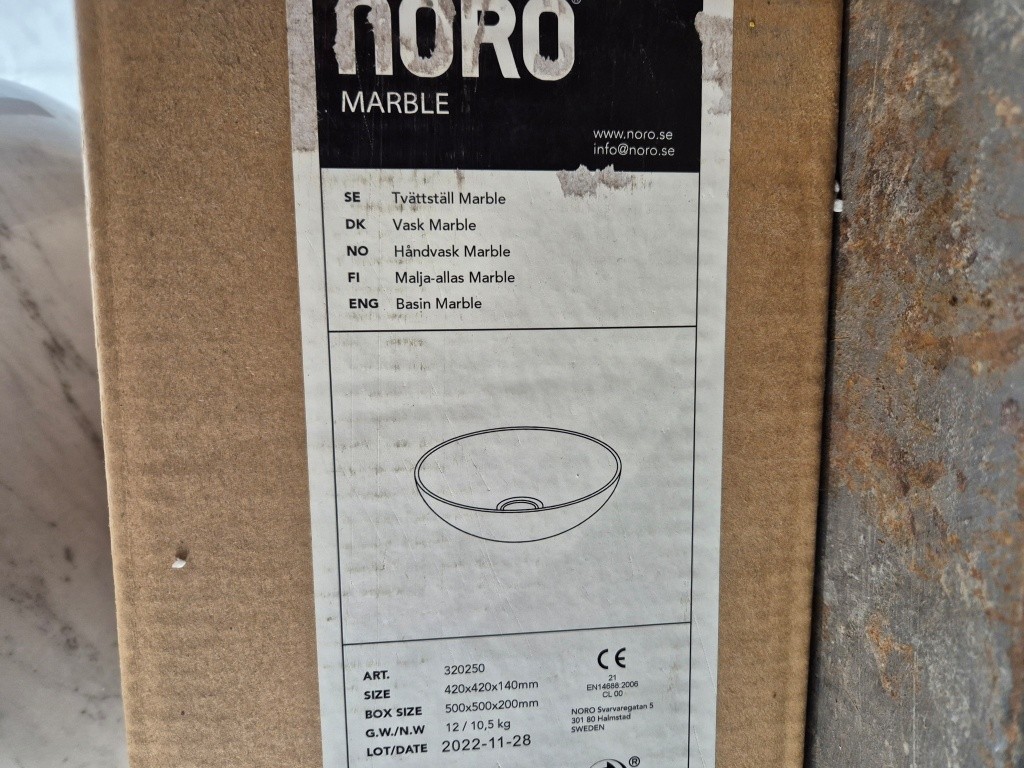 noro®
MARBLE
www.noro.se
info@noro.se
SE Tvättställ Marble
DK Vask Marble
NO Håndvask Marble
FI Malja-allas Marble
ENG Basin Marble
ART. 320250
SIZE 420x420x140mm
BOX SIZE 500x500x200mm
G.W./N.W 12 / 10,5 kg
LOT/DATE 2022-11-28
CE
21
EN14688:2006
CL 00
NORO Svarvaregatan 5
301 80 Halmstad
SWEDEN
®